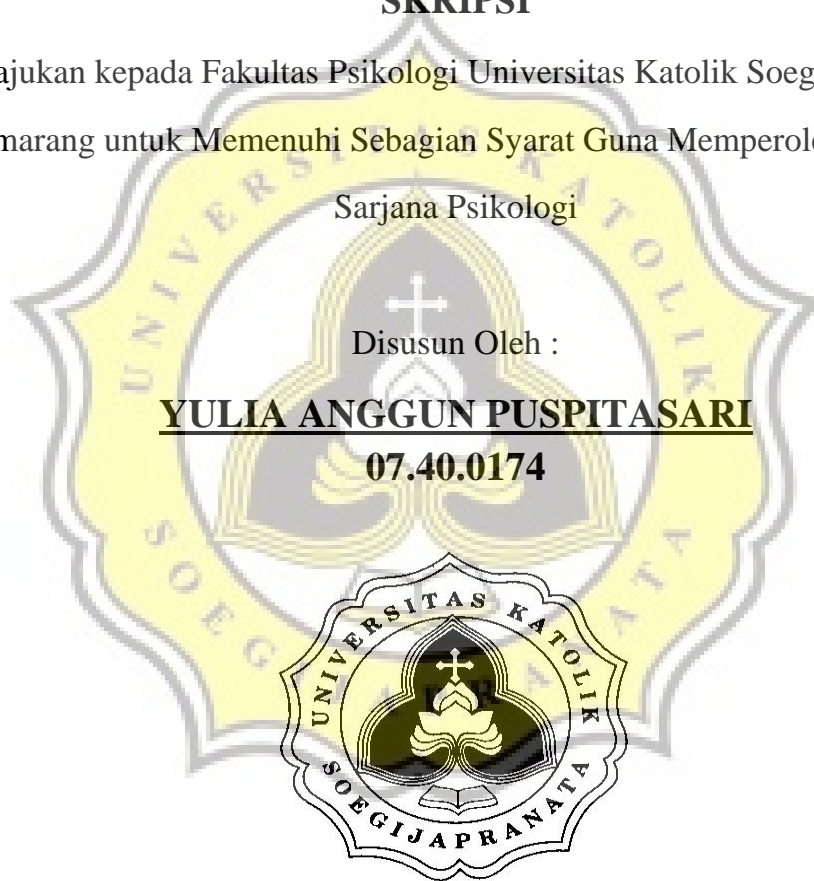 SKRIPSI
ajukan kepada Fakultas Psikologi Universitas Katolik Soeg
marang untuk Memenuhi Sebagian Syarat Guna Memperol
Sarjana Psikologi
Disusun Oleh :
YULIA ANGGUN PUSPITASARI
07.40.0174
UNIVERSITAS KATOLIK
SOEGIJAPRANATA